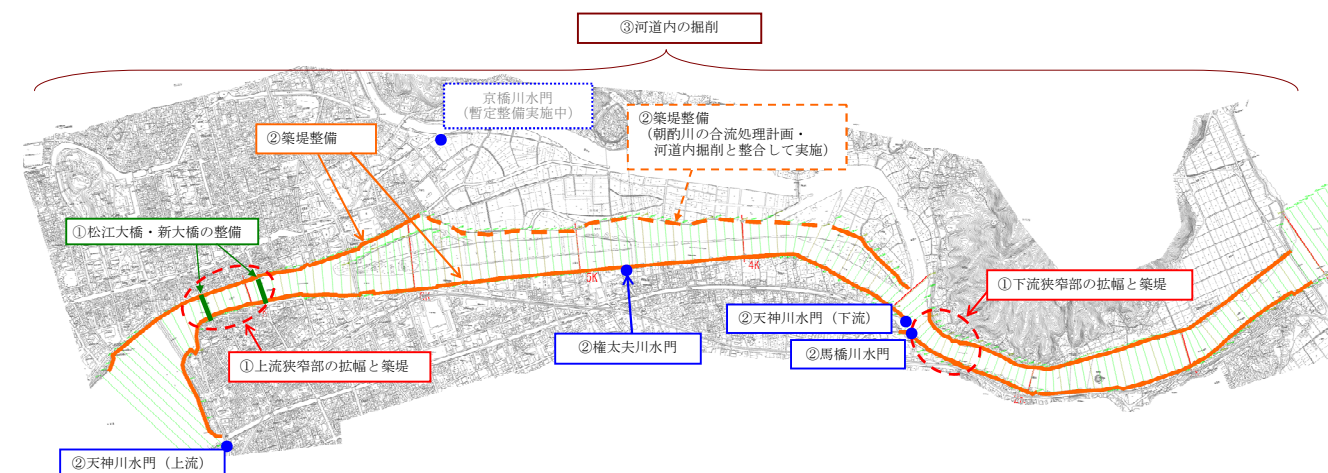 ③河道内の掘削
京橋川水門
(暫定整備実施中)
②築堤整備
(朝酌川の合流処理計画・
河道内掘削と整合して実施)
②築堤整備
①松江大橋・新大橋の整備
5K
4K
①下流狭窄部の拡幅と築堤
②天神川水門(下流)
②馬橋川水門
②権太夫川水門
①上流狭窄部の拡幅と築堤
②天神川水門(上流)